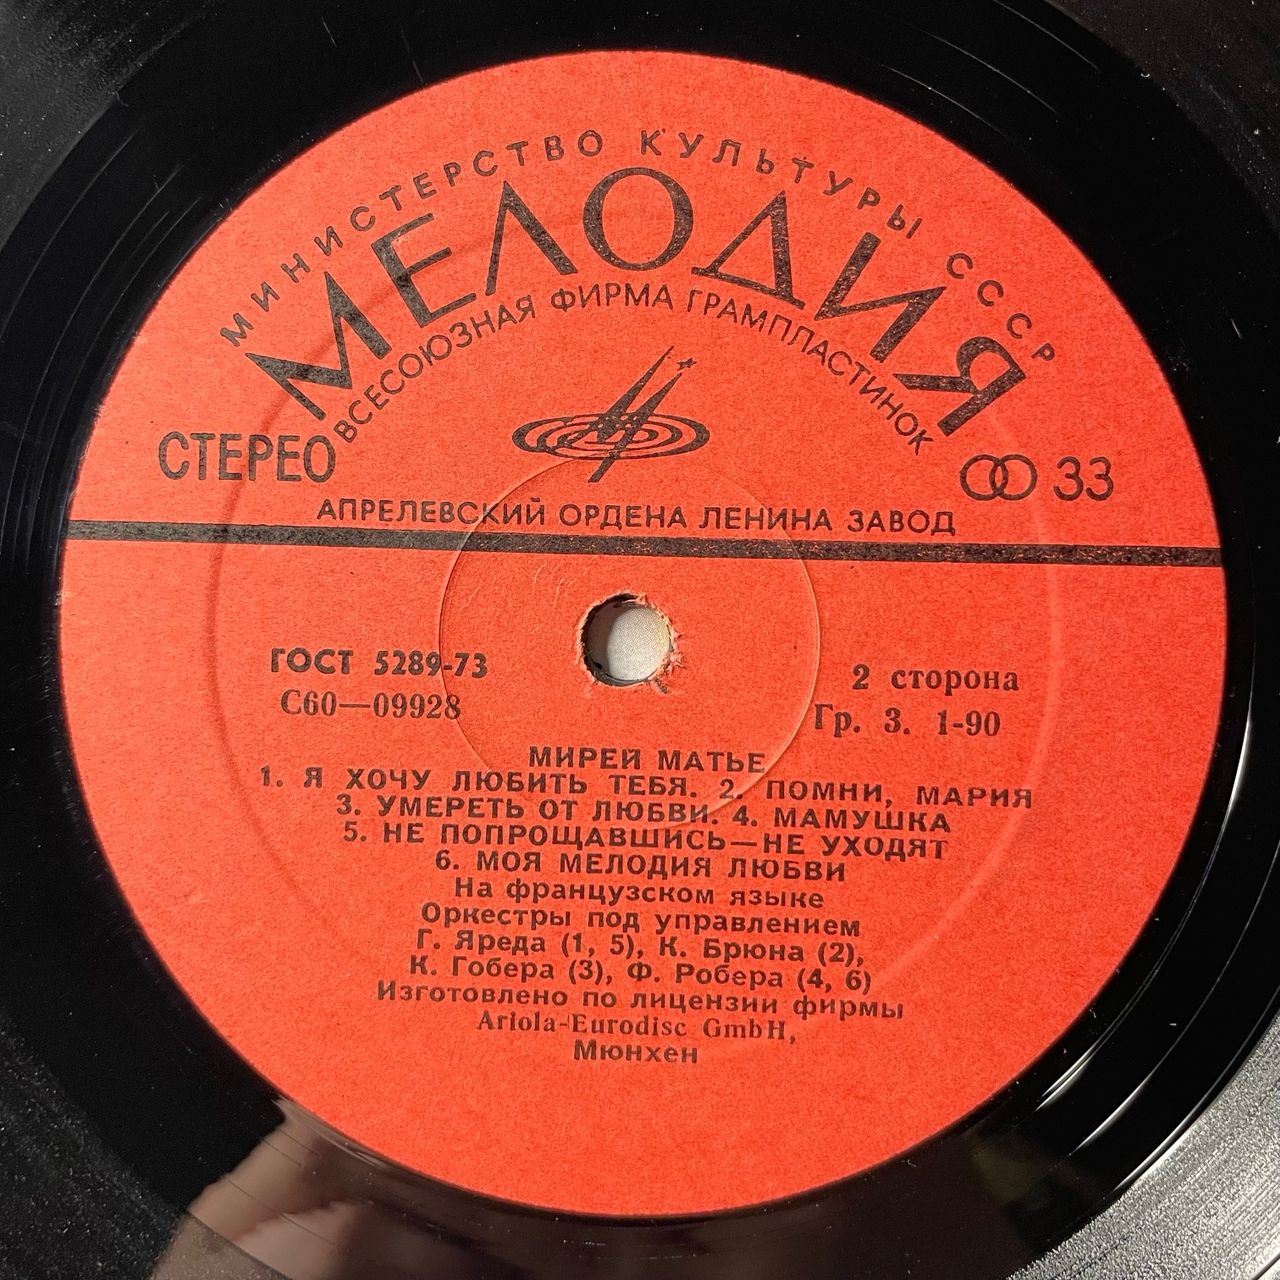 МИНИСТЕРСТВО КУЛЬТУРЫ СССР
МЕЛОДИЯ
ВСЕСОЮЗНАЯ ФИРМА ГРАМПЛАСТИНОК
СТЕРЕО
33
АПРЕЛЕВСКИЙ ОРДЕНА ЛЕНИНА ЗАВОД
ГОСТ 5289-73
С60—09928
2 сторона
Гр. 3. 1-90
МИРЕЙ МАТЬЕ
1. Я ХОЧУ ЛЮБИТЬ ТЕБЯ. 2. ПОМНИ, МАРИЯ
3. УМЕРЕТЬ ОТ ЛЮБВИ. 4. МАМУШКА
5. НЕ ПОПРОЩАВШИСЬ—НЕ УХОДЯТ
6. МОЯ МЕЛОДИЯ ЛЮБВИ
На французском языке
Оркестры под управлением
Г. Яреда (1, 5), К. Брюна (2),
К. Гобера (3), Ф. Робера (4, 6)
Изготовлено по лицензии фирмы
Ariola-Eurodisc GmbH,
Мюнхен